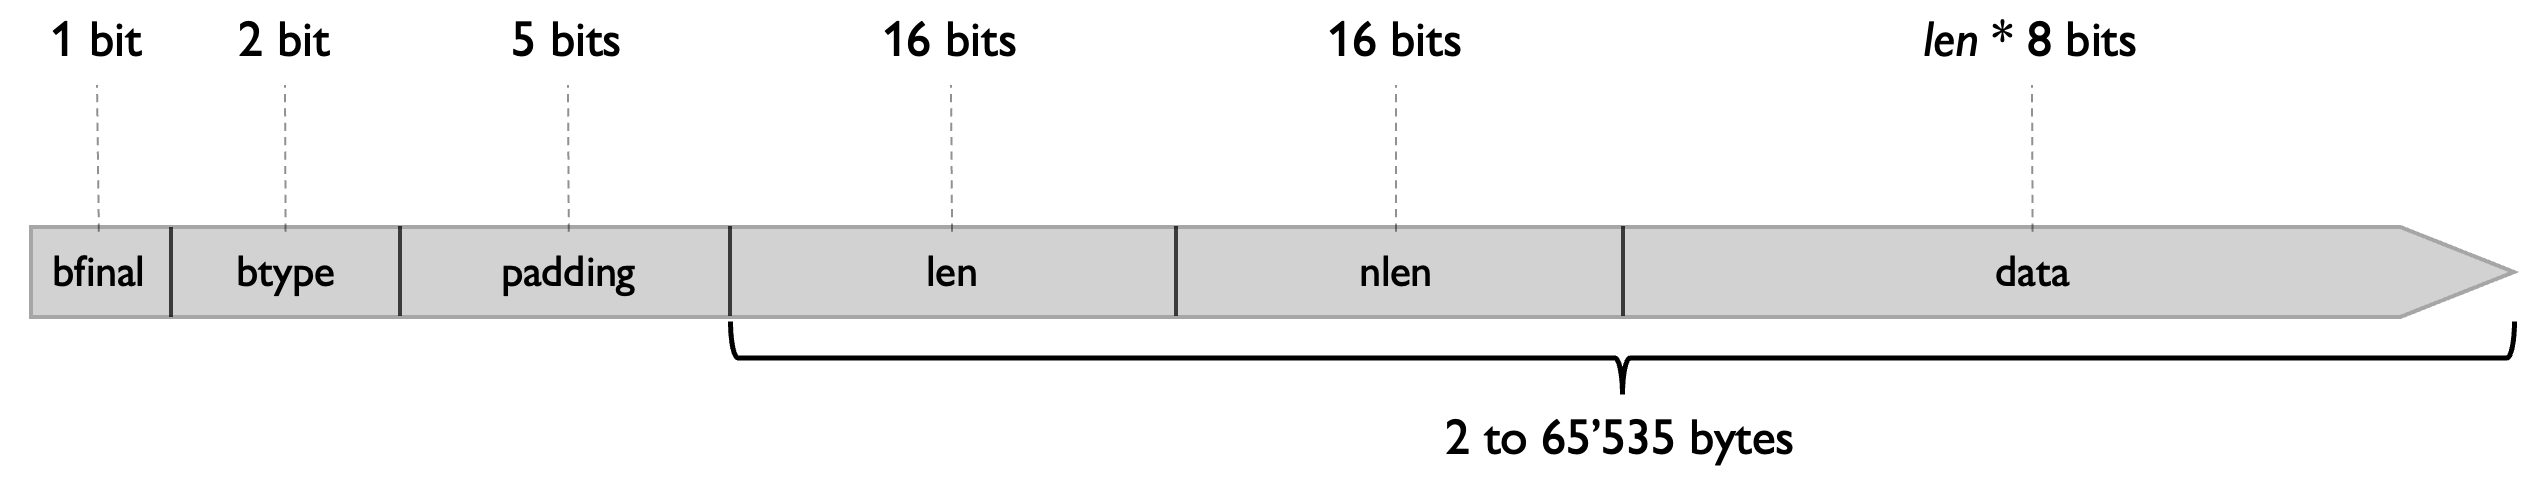 1 bit 2 bit 5 bits 16 bits 16 bits len * 8 bits
bfinal btype padding len nlen data
2 to 65’535 bytes